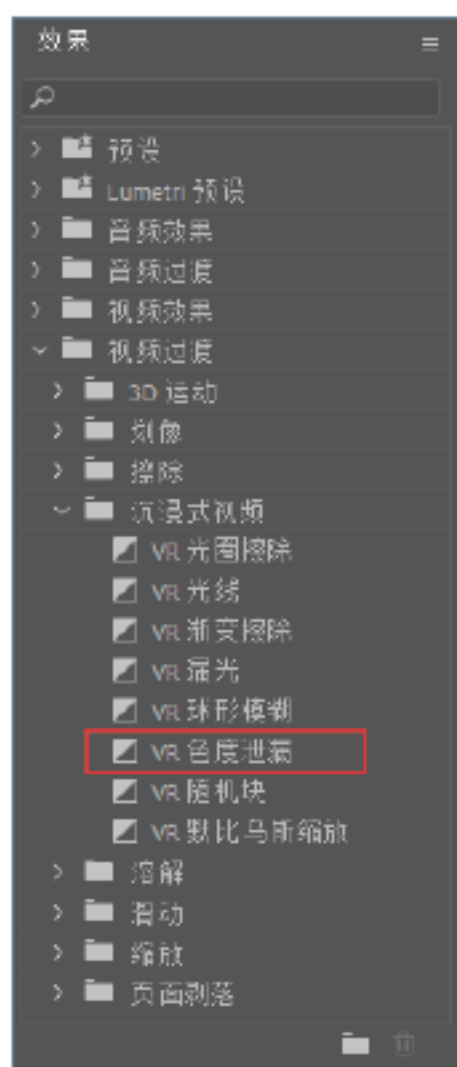 效果
预设
Lumetri 预设
音频效果
音频过渡
视频效果
视频过渡
3D 运动
划像
擦除
沉浸式视频
VR 光圈擦除
VR 光线
VR 渐变擦除
VR 漏光
VR 球形模糊
VR 色度泄漏
VR 随机块
VR 默比乌斯缩放
溶解
滑动
缩放
页面剥落